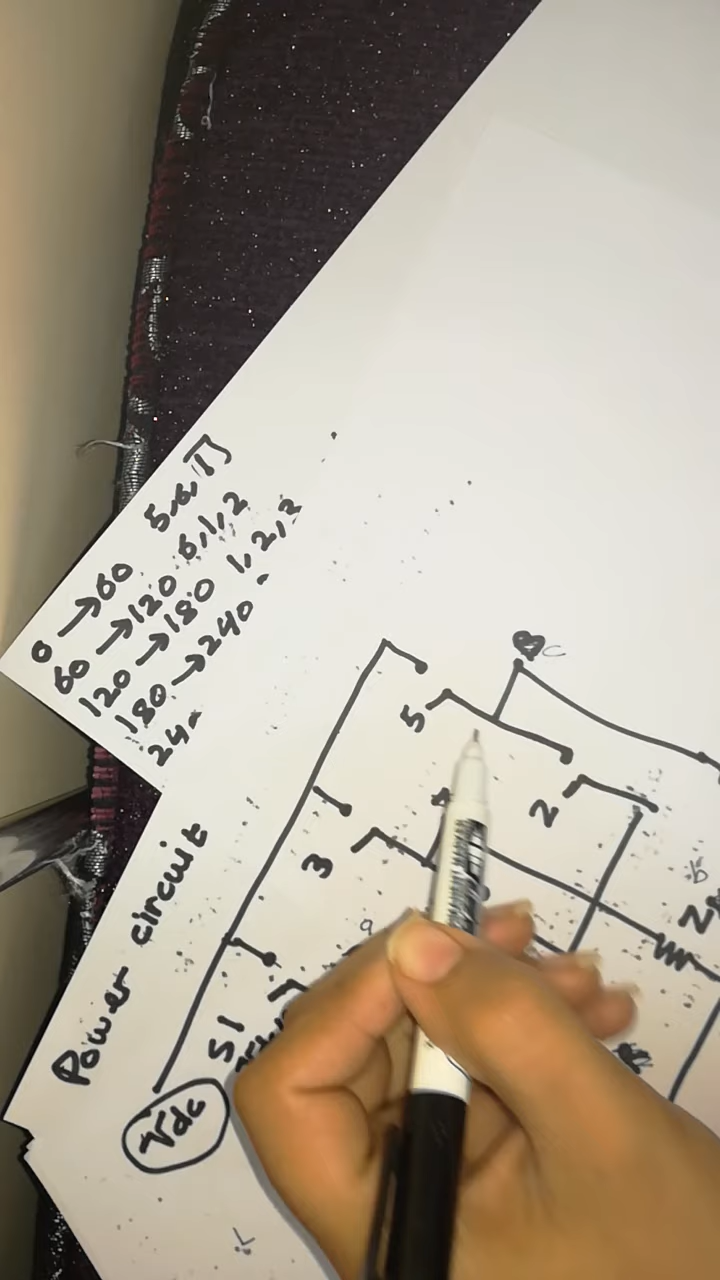 0 → 60 5,6,1
60 → 120 6,1,2
120 → 180 1,2,3
180 → 240
240
Power circuit
Vdc
S1
3
5
2
C
a
b
Z